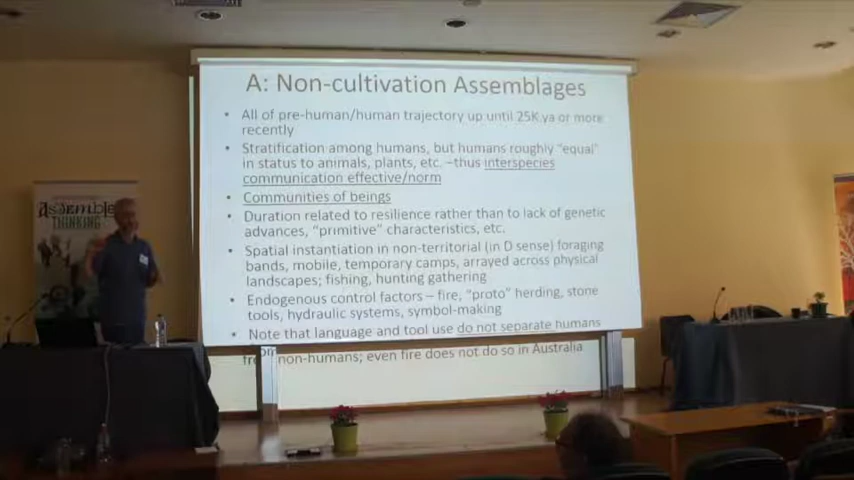 A: Non-cultivation Assemblages
• All of pre-human/human trajectory up until 25K ya or more
recently
• Stratification among humans, but humans roughly “equal”
in status to animals, plants, etc. –thus interspecies
communication effective/norm
• Communities of beings
• Duration related to resilience rather than to lack of genetic
advances, “primitive” characteristics, etc.
• Spatial instantiation in non-territorial (in D sense) foraging
bands, mobile, temporary camps, arrayed across physical
landscapes; fishing, hunting gathering
• Endogenous control factors – fire, “proto” herding, stone
tools, hydraulic systems, symbol-making
• Note that language and tool use do not separate humans
from non-humans; even fire does not do so in Australia
Assemblage
THINKING